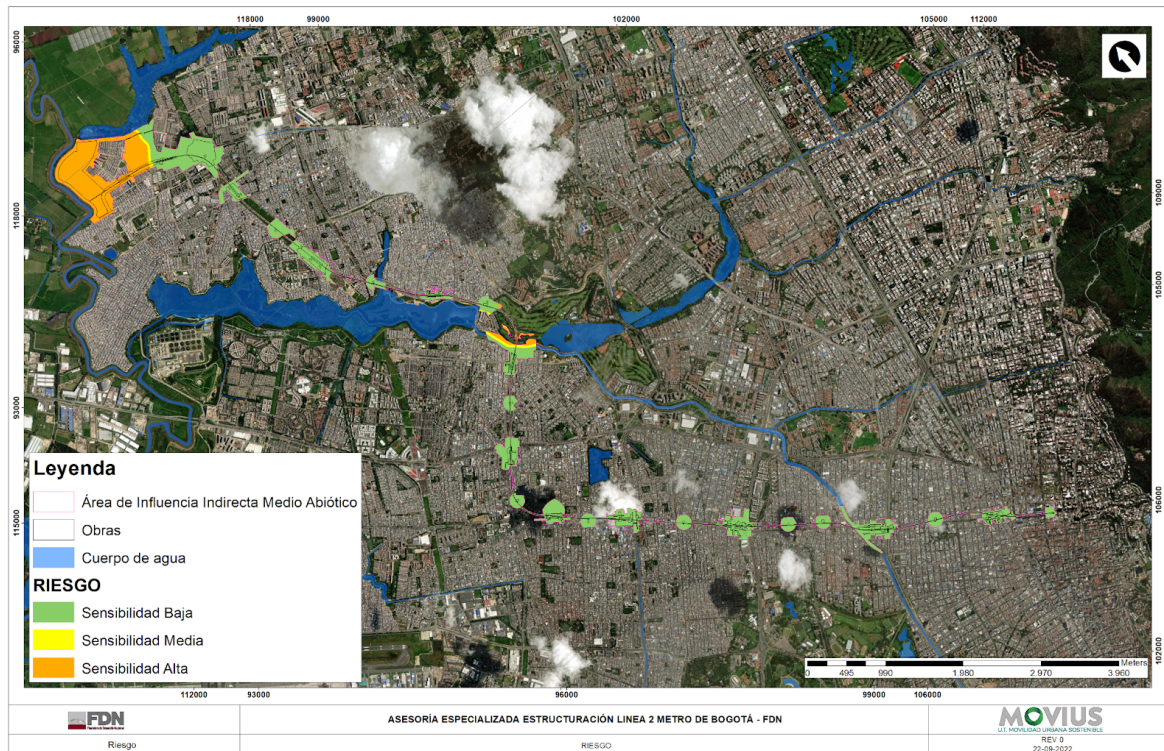 118000 99000 102000 105000 112000
96000
118000
93000
115000
109000
105000
106000
102000
Leyenda
Área de Influencia Indirecta Medio Abiótico
Obras
Cuerpo de agua
RIESGO
Sensibilidad Baja
Sensibilidad Media
Sensibilidad Alta
Meters
0 495 990 1.980 2.970 3.960
112000 93000 96000 99000 106000
FDN
ASESORÍA ESPECIALIZADA ESTRUCTURACIÓN LINEA 2 METRO DE BOGOTÁ - FDN
MOVIUS
U.T. MOVILIDAD URBANA SOSTENIBLE
Riesgo
RIESGO
REV 0
22-09-2022